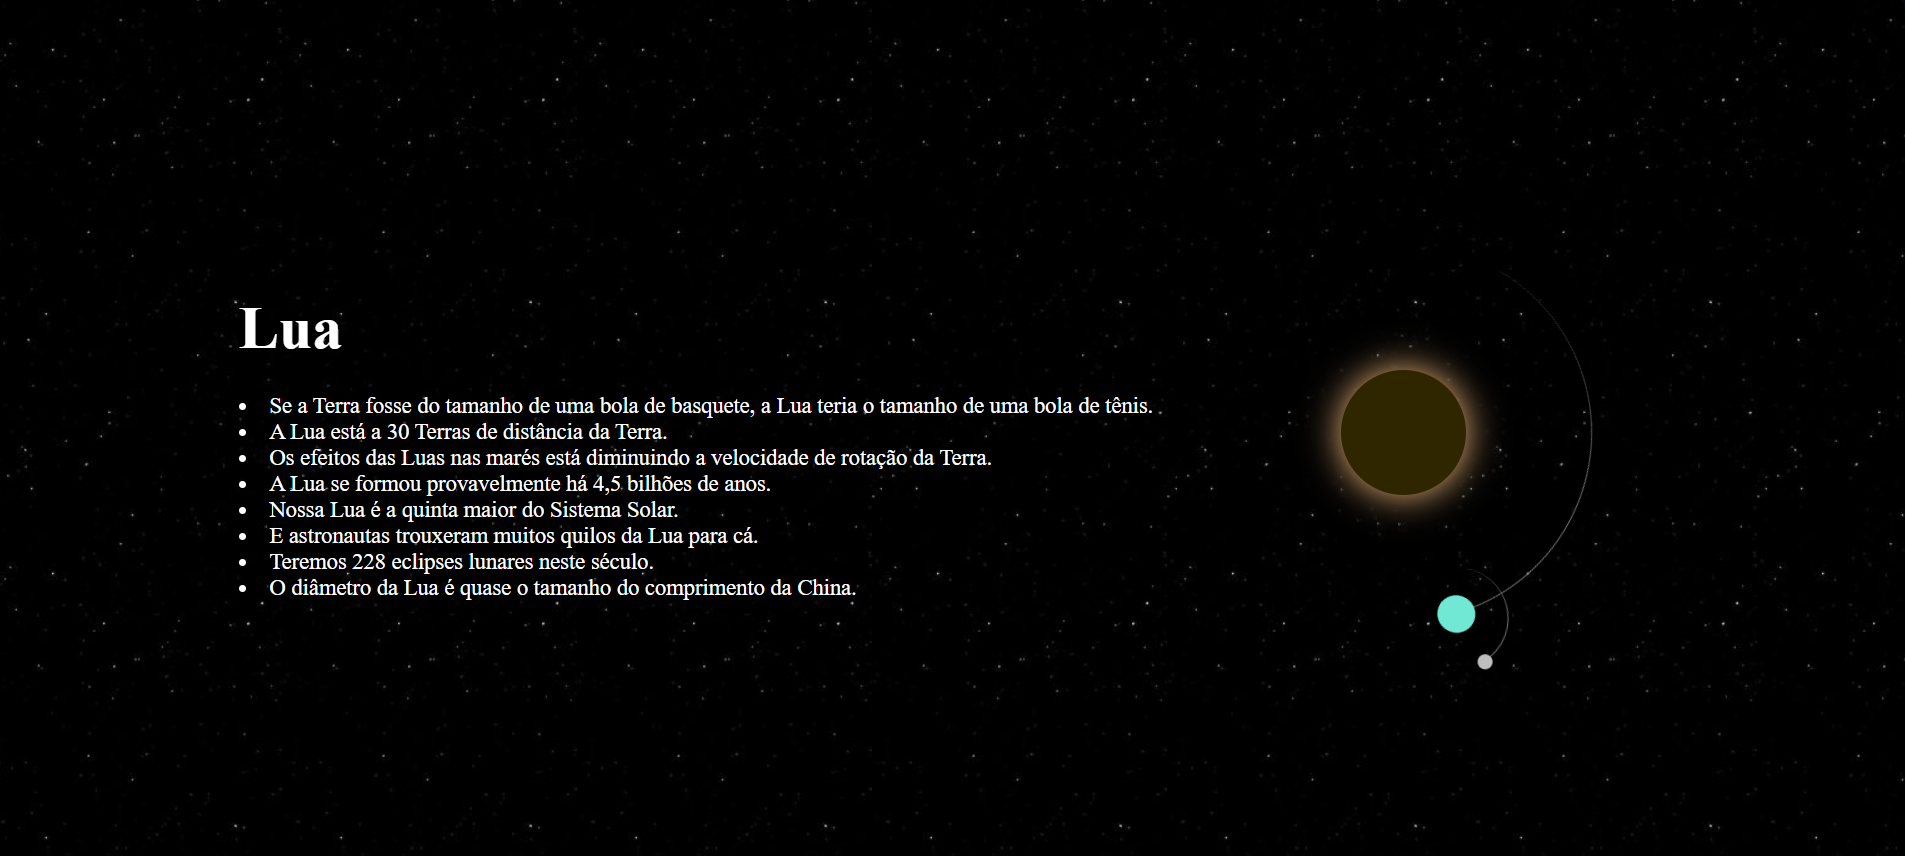 Lua
Se a Terra fosse do tamanho de uma bola de basquete, a Lua teria o tamanho de uma bola de tênis.
A Lua está a 30 Terras de distância da Terra.
Os efeitos das Luas nas marés está diminuindo a velocidade de rotação da Terra.
A Lua se formou provavelmente há 4,5 bilhões de anos.
Nossa Lua é a quinta maior do Sistema Solar.
E astronautas trouxeram muitos quilos da Lua para cá.
Teremos 228 eclipses lunares neste século.
O diâmetro da Lua é quase o tamanho do comprimento da China.